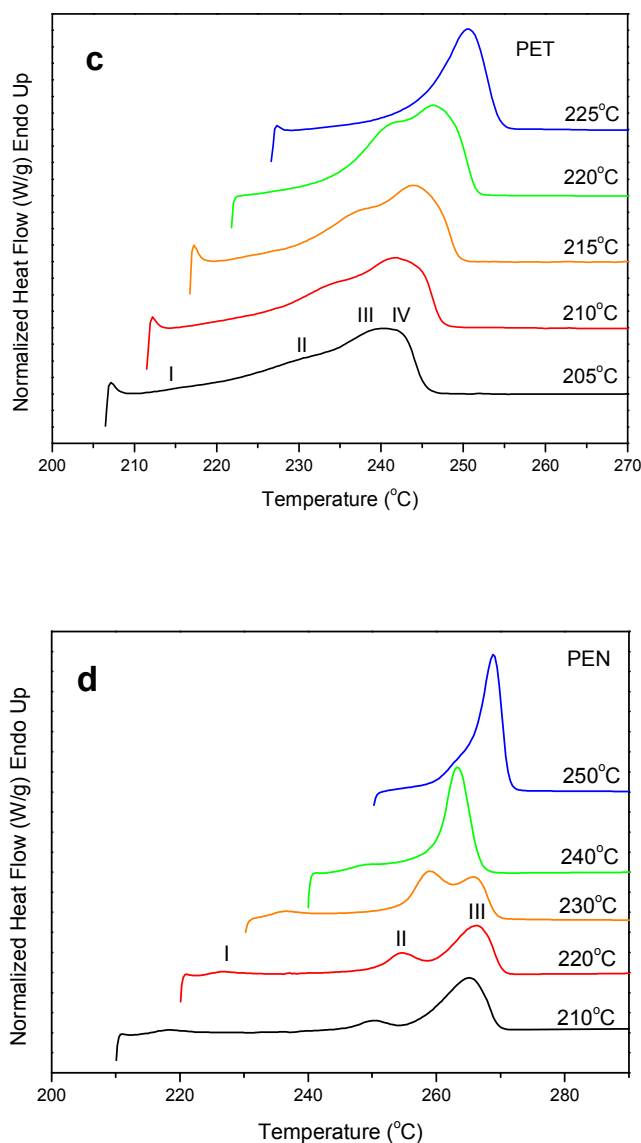 c
PET
225°C
220°C
215°C
210°C
III IV
II
I
205°C
Normalized Heat Flow (W/g) Endo Up
200 210 220 230 240 250 260 270
Temperature (°C)
d
PEN
250°C
240°C
230°C
III
I
II
220°C
210°C
Normalized Heat Flow (W/g) Endo Up
200 220 240 260 280
Temperature (°C)